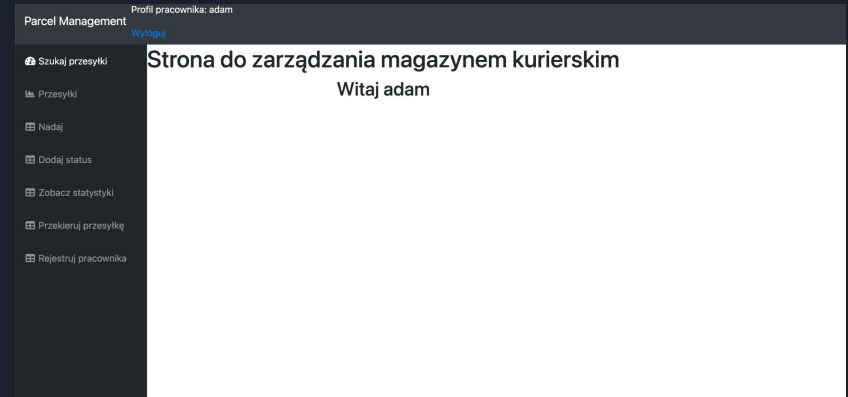 Parcel Management
Profil pracownika: adam
Wyloguj
Szukaj przesyłki
Przesyłki
Nadaj
Dodaj status
Zobacz statystyki
Przekieruj przesyłkę
Rejestruj pracownika
Strona do zarządzania magazynem kurierskim
Witaj adam